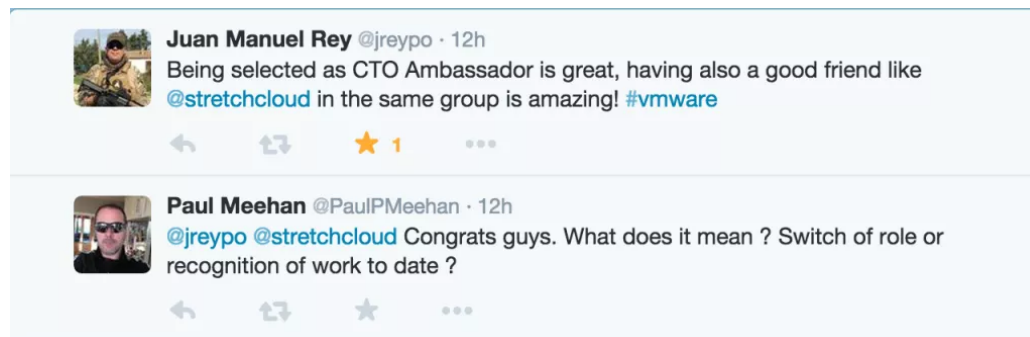 Juan Manuel Rey @jreypo · 12h
Being selected as CTO Ambassador is great, having also a good friend like
@stretchcloud in the same group is amazing! #vmware
1
Paul Meehan @PaulPMeehan · 12h
@jreypo @stretchcloud Congrats guys. What does it mean ? Switch of role or
recognition of work to date ?